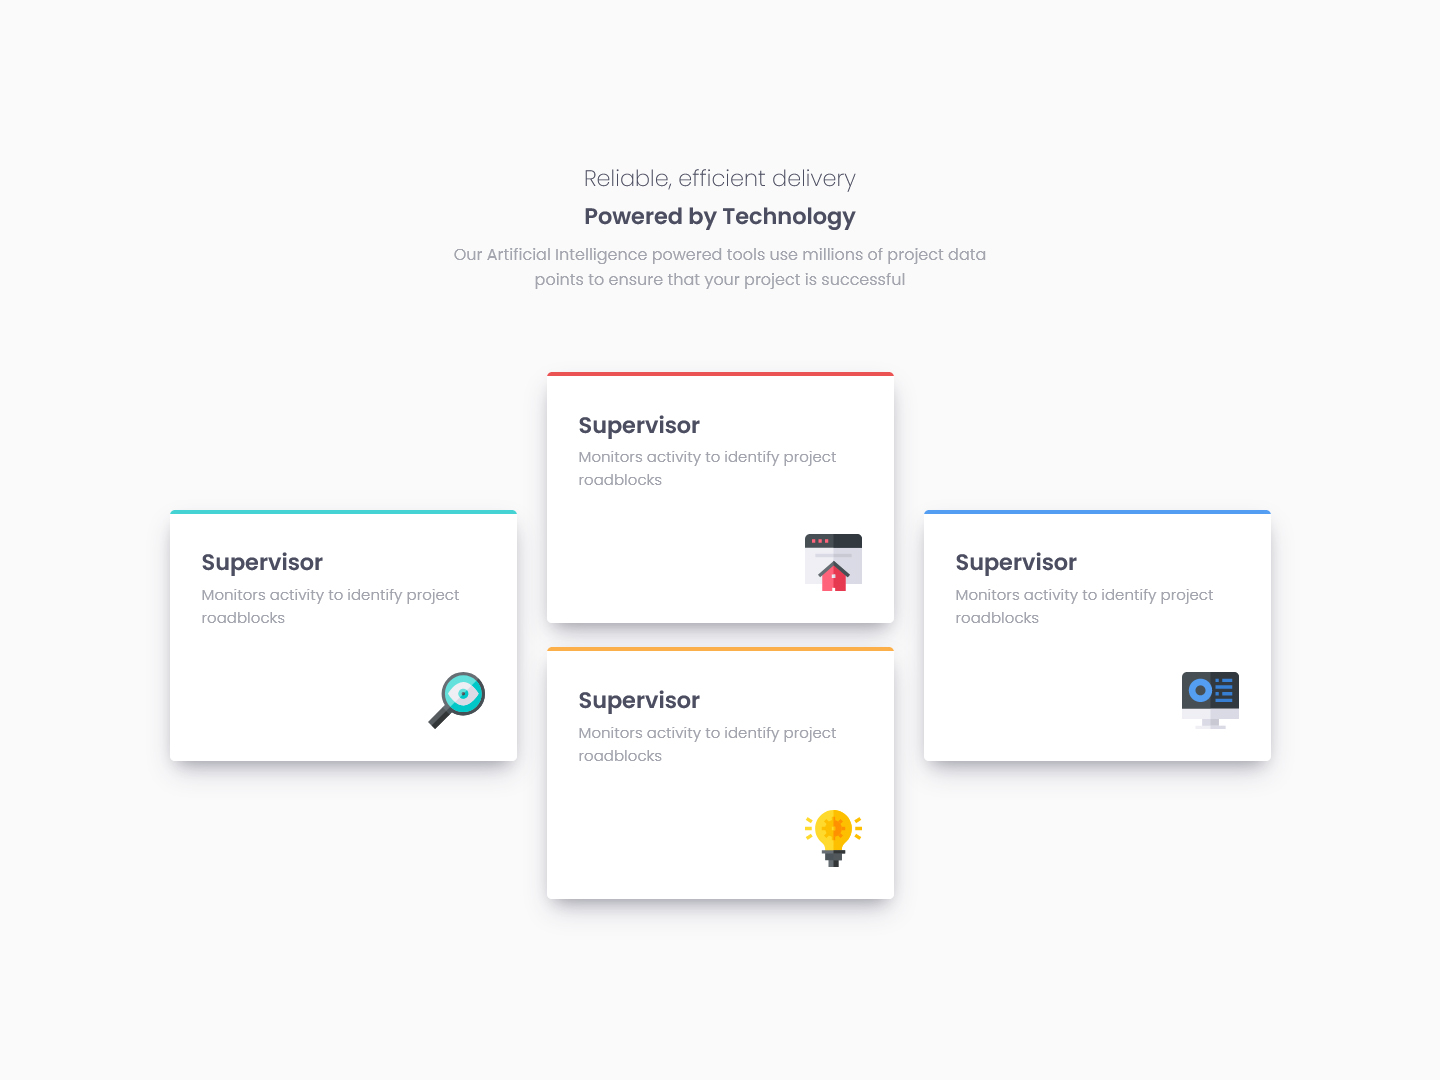 Reliable, efficient delivery
Powered by Technology
Our Artificial Intelligence powered tools use millions of project data
points to ensure that your project is successful
Supervisor
Monitors activity to identify project
roadblocks
Supervisor
Monitors activity to identify project
roadblocks
Supervisor
Monitors activity to identify project
roadblocks
Supervisor
Monitors activity to identify project
roadblocks